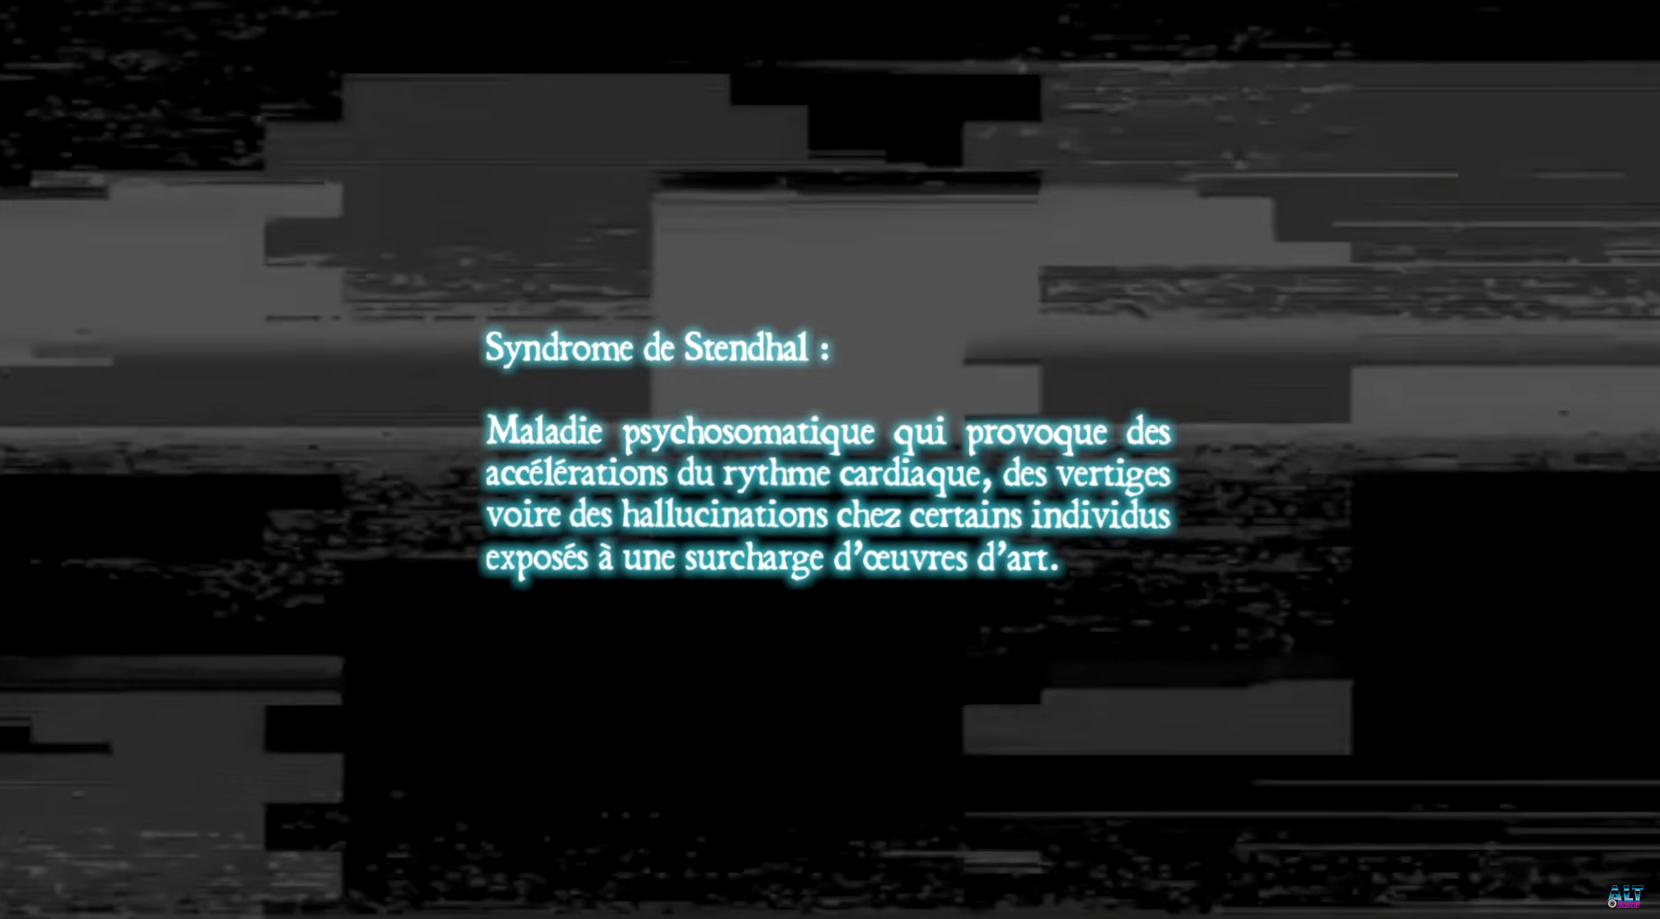 Syndrome de Stendhal :
Maladie psychosomatique qui provoque des
accélérations du rythme cardiaque, des vertiges
voire des hallucinations chez certains individus
exposés à une surcharge d'œuvres d'art.
ALT